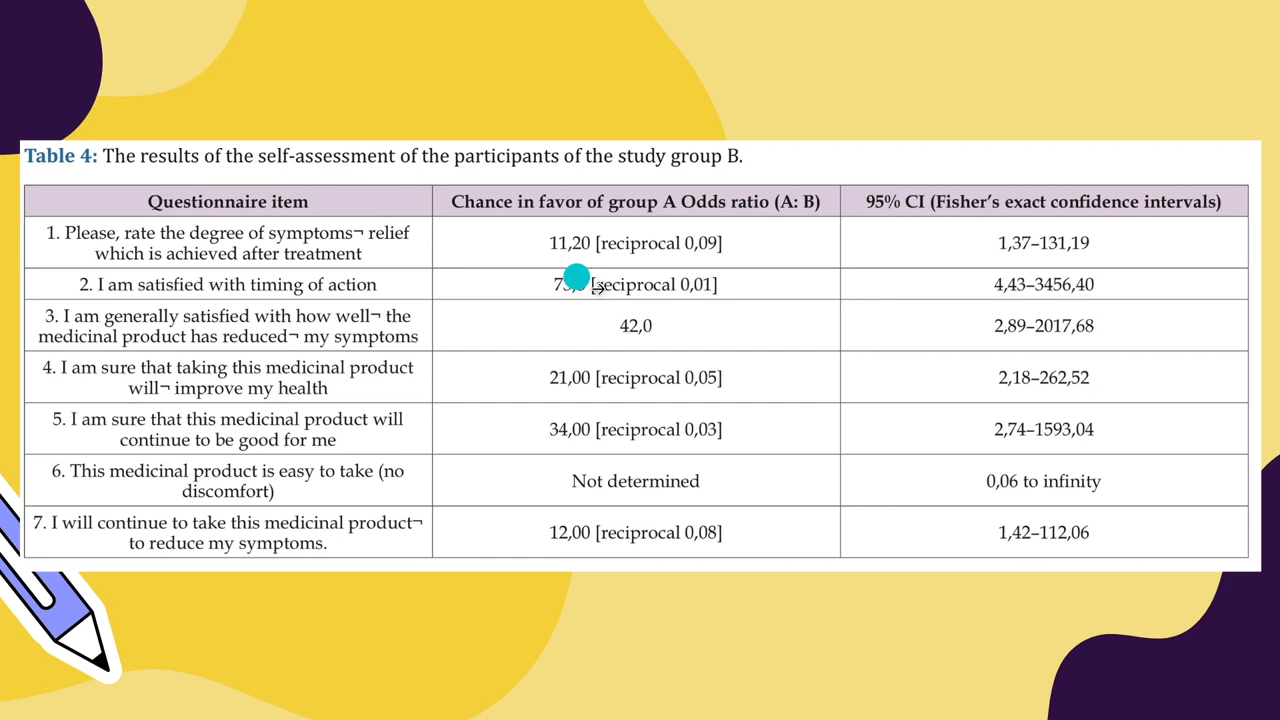 Table 4: The results of the self-assessment of the participants of the study group B.
Questionnaire item
Chance in favor of group A Odds ratio (A: B)
95% CI (Fisher’s exact confidence intervals)
1. Please, rate the degree of symptoms¬ relief
which is achieved after treatment
11,20 [reciprocal 0,09]
1,37–131,19
2. I am satisfied with timing of action
[reciprocal 0,01]
4,43–3456,40
3. I am generally satisfied with how well¬ the
medicinal product has reduced¬ my symptoms
42,0
2,89–2017,68
4. I am sure that taking this medicinal product
will¬ improve my health
21,00 [reciprocal 0,05]
2,18–262,52
5. I am sure that this medicinal product will
continue to be good for me
34,00 [reciprocal 0,03]
2,74–1593,04
6. This medicinal product is easy to take (no
discomfort)
Not determined
0,06 to infinity
7. I will continue to take this medicinal product¬
to reduce my symptoms.
12,00 [reciprocal 0,08]
1,42–112,06